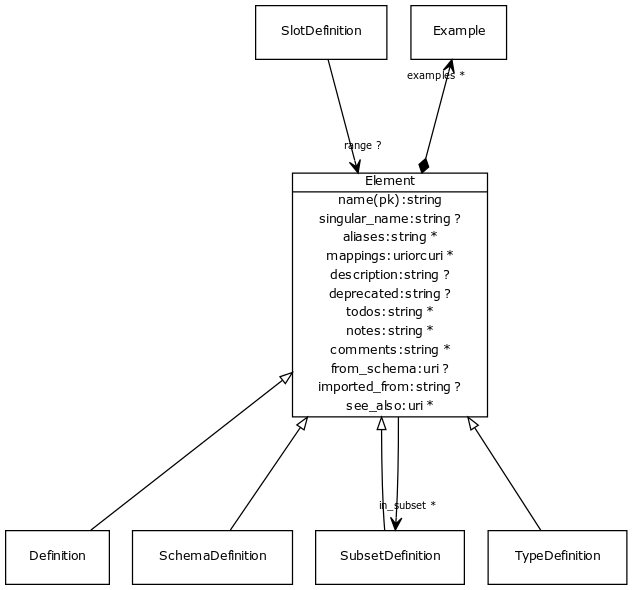 SlotDefinition
Example
examples *
range ?
Element
name(pk):string
singular_name:string ?
aliases:string *
mappings:uriorcuri *
description:string ?
deprecated:string ?
todos:string *
notes:string *
comments:string *
from_schema:uri ?
imported_from:string ?
see_also:uri *
in_subset *
Definition
SchemaDefinition
SubsetDefinition
TypeDefinition